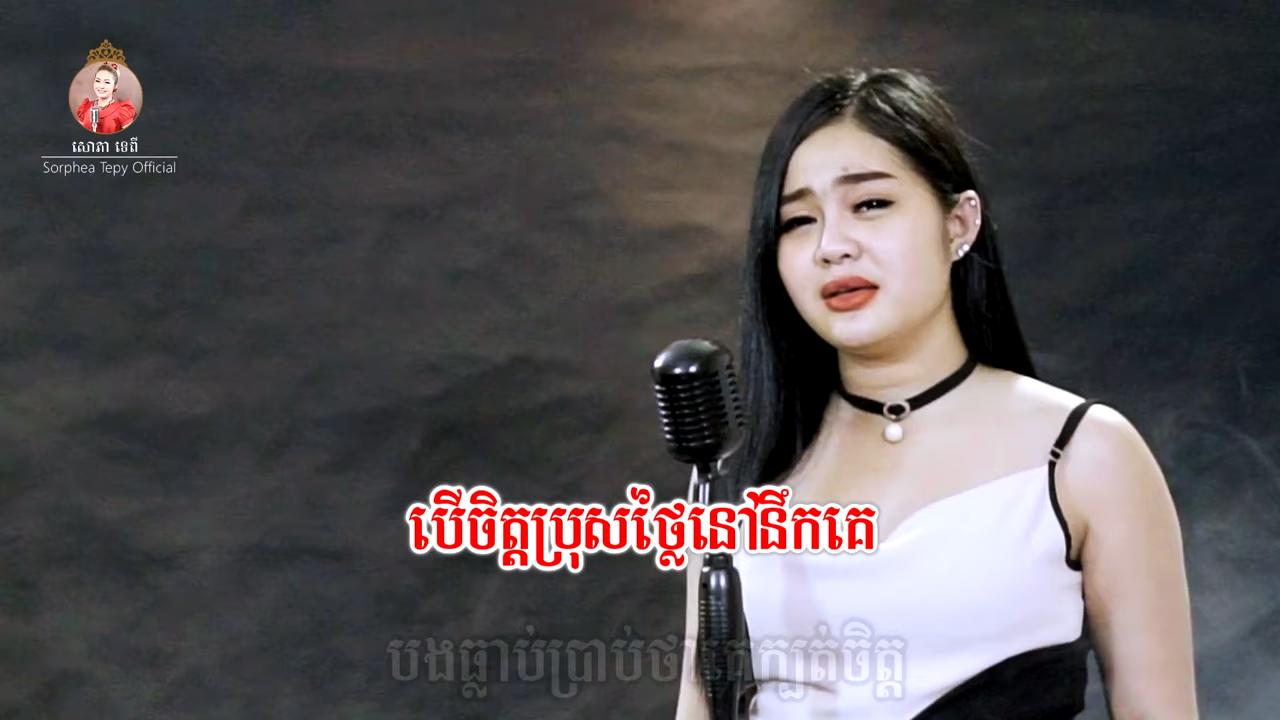 សោភា ទេពី
Sorphea Tepy Official
បើចិត្តប្រុសថ្លៃនៅនឹកគេ
បងធ្លាប់ប្រាប់ថាគេក្បត់ចិត្ត